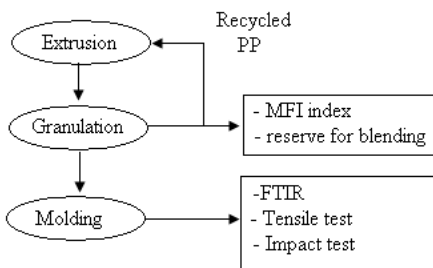 Recycled
PP
Extrusion
Granulation
- MFI index
- reserve for blending
Molding
-FTIR
- Tensile test
- Impact test